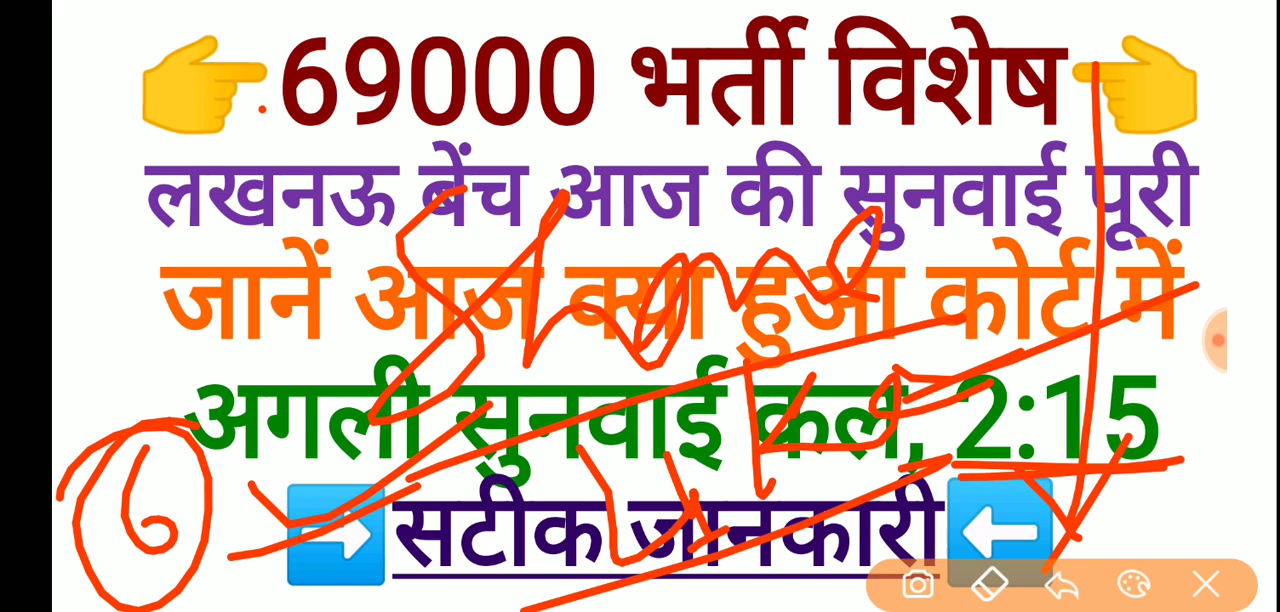 69000 भर्ती विशेष
लखनऊ बेंच आज की सुनवाई पूरी
जानें आज क्या हुआ कोर्ट में
अगली सुनवाई कल, 2:15
सटीक जानकारी